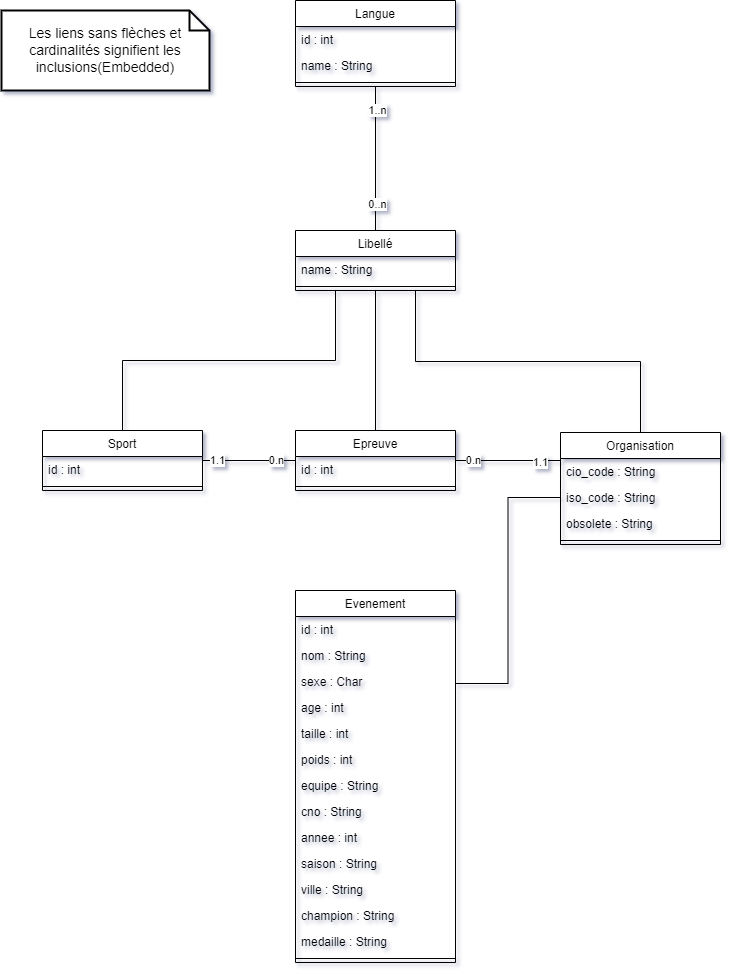 Les liens sans flèches et
cardinalités signifient les
inclusions(Embedded)
Langue
id : int
name : String
1..n
0..n
Libellé
name : String
Sport
id : int
1.1
0.n
Epreuve
id : int
0.n
1.1
Organisation
cio_code : String
iso_code : String
obsolete : String
Evenement
id : int
nom : String
sexe : Char
age : int
taille : int
poids : int
equipe : String
cno : String
annee : int
saison : String
ville : String
champion : String
medaille : String